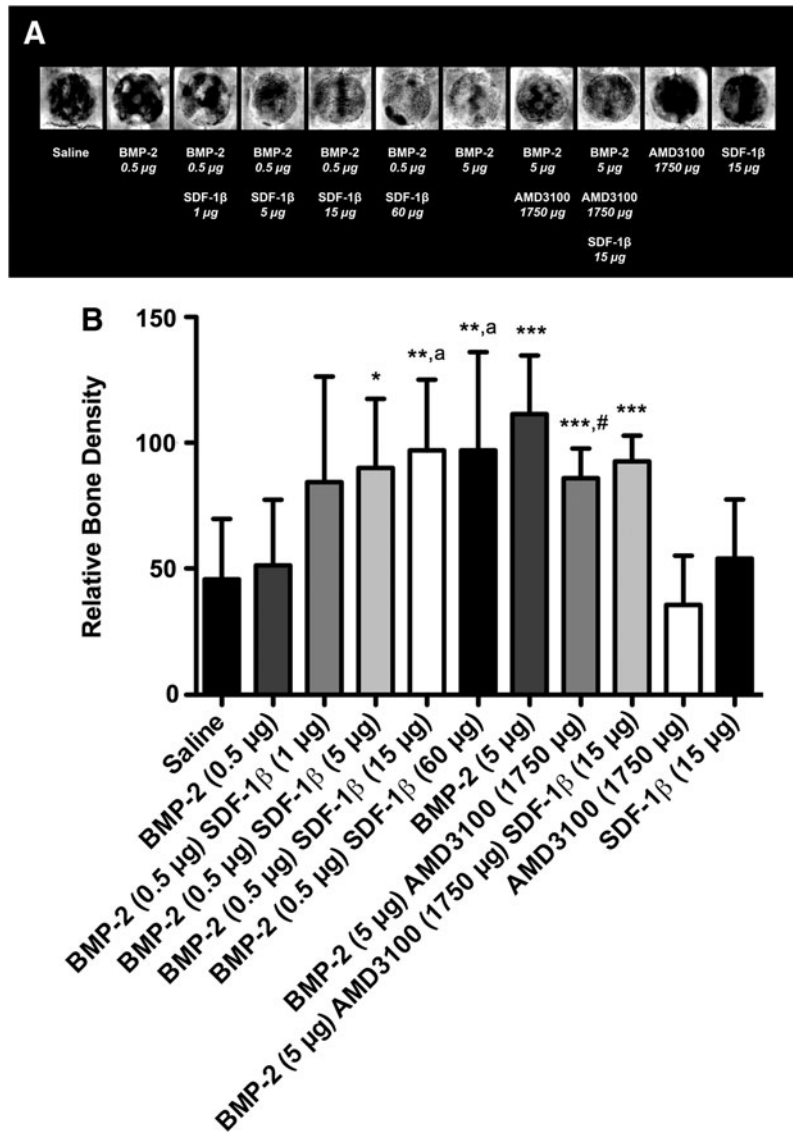 A
Saline
BMP-2
0.5 µg
BMP-2
0.5 µg
SDF-1β
1 µg
BMP-2
0.5 µg
SDF-1β
5 µg
BMP-2
0.5 µg
SDF-1β
15 µg
BMP-2
0.5 µg
SDF-1β
60 µg
BMP-2
5 µg
BMP-2
5 µg
AMD3100
1750 µg
BMP-2
5 µg
AMD3100
1750 µg
SDF-1β
15 µg
AMD3100
1750 µg
SDF-1β
15 µg
B
Relative Bone Density
150
100
50
0
*
**,a
**,a
***
***,#
***
Saline
BMP-2 (0.5 µg)
BMP-2 (0.5 µg) SDF-1β (1 µg)
BMP-2 (0.5 µg) SDF-1β (5 µg)
BMP-2 (0.5 µg) SDF-1β (15 µg)
BMP-2 (0.5 µg) SDF-1β (60 µg)
BMP-2 (5 µg)
BMP-2 (5 µg) AMD3100 (1750 µg)
BMP-2 (5 µg) AMD3100 (1750 µg) SDF-1β (15 µg)
AMD3100 (1750 µg)
SDF-1β (15 µg)